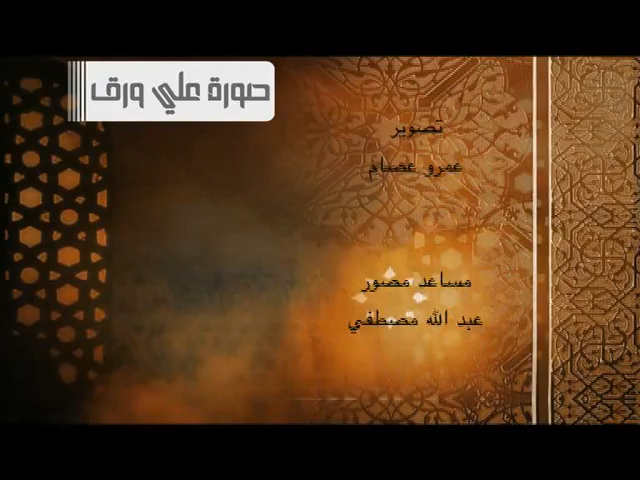 صورة علي ورق
تصوير
عمرو عصام
مساعد مصور
عبد الله مصطفي